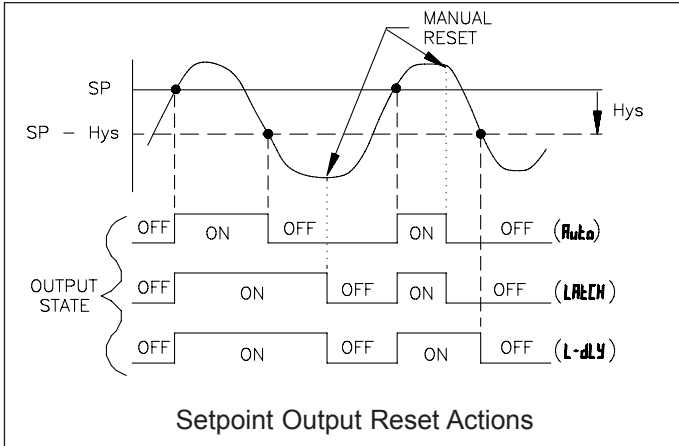 MANUAL
RESET
SP
Hys
SP - Hys
OFF ON OFF ON OFF (Auto)
OUTPUT
STATE
OFF ON OFF ON OFF (LAtCH)
OFF ON OFF ON OFF (L-dLY)
Setpoint Output Reset Actions